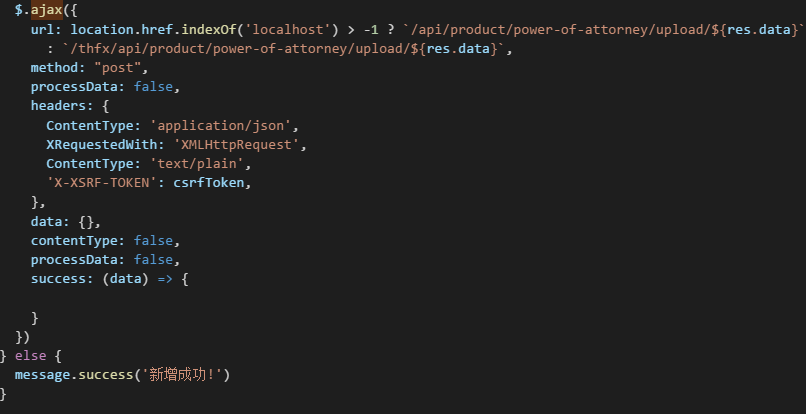 $.ajax({
url: location.href.indexOf('localhost') > -1 ? `/api/product/power-of-attorney/upload/${res.data}`
: `/thfx/api/product/power-of-attorney/upload/${res.data}`,
method: "post",
processData: false,
headers: {
ContentType: 'application/json',
XRequestedWith: 'XMLHttpRequest',
ContentType: 'text/plain',
'X-XSRF-TOKEN': csrfToken,
},
data: {},
contentType: false,
processData: false,
success: (data) => {
}
})
} else {
message.success('新增成功!')
}